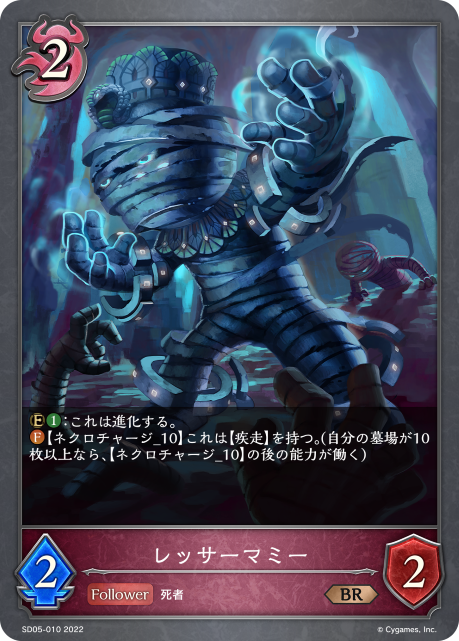 2
E 1:これは進化する。
F【ネクロチャージ_10】これは【疾走】を持つ。(自分の墓場が10
枚以上なら、【ネクロチャージ_10】の後の能力が働く)
レッサーマミー
2 Follower 死者 BR 2
SD05-010 2022 © Cygames, Inc.